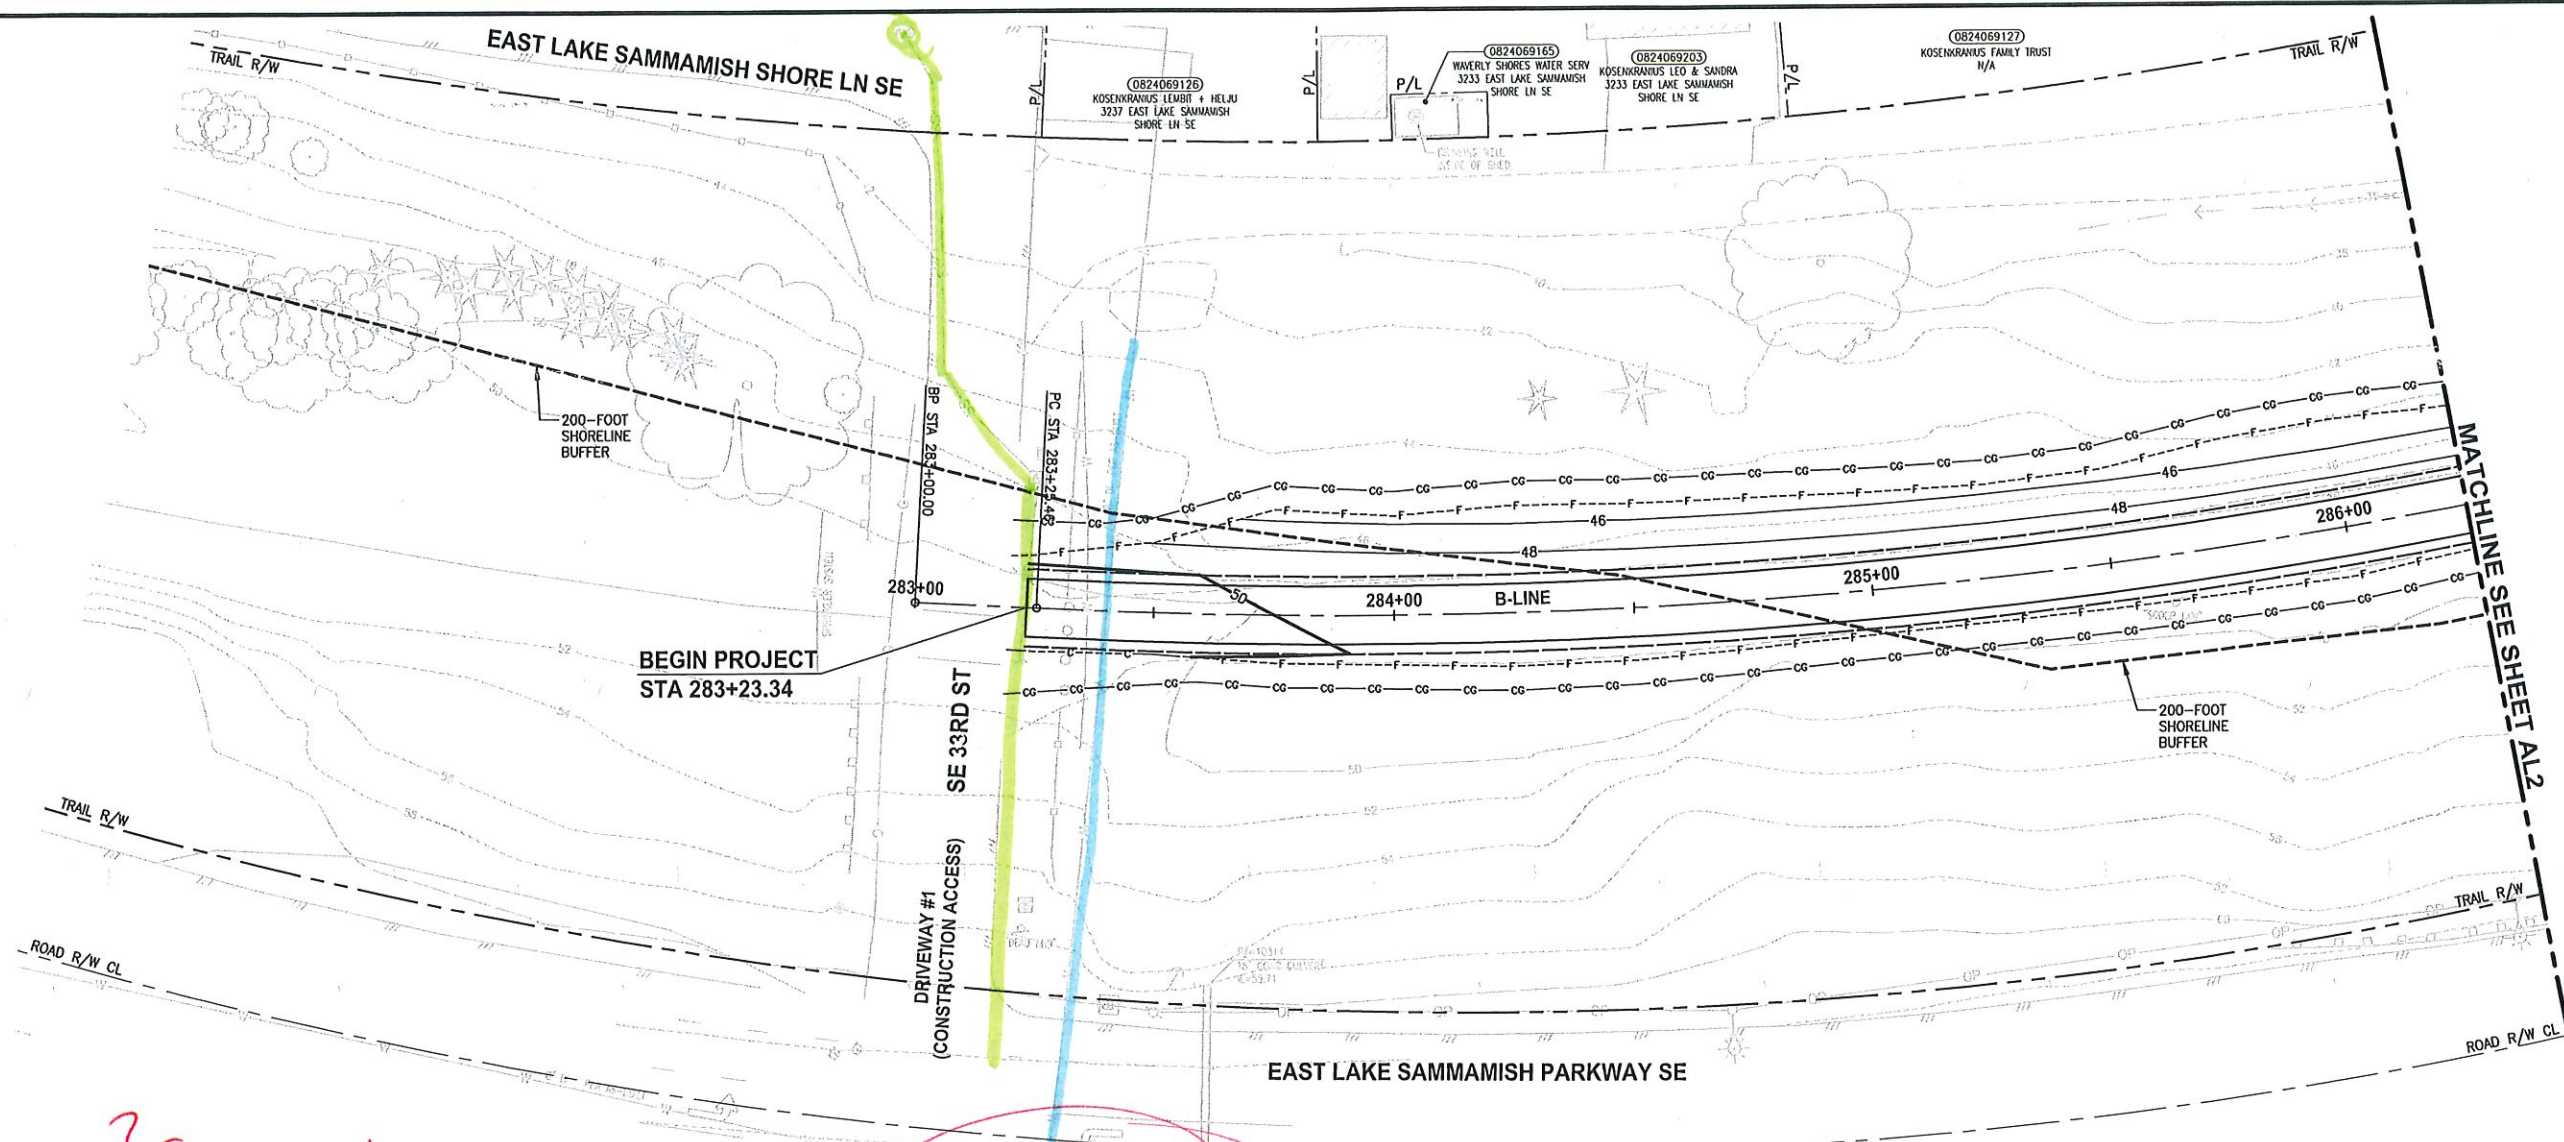 EAST LAKE SAMMAMISH SHORE LN SE
TRAIL R/W
P/L
0824069126
KOSENKRANIUS LEMBIT + HELJU
3237 EAST LAKE SAMMAMISH
SHORE LN SE
P/L
P/L
0824069165
WAVERLY SHORES WATER SERV
3233 EAST LAKE SAMMAMISH
SHORE LN SE
0824069203
KOSENKRANIUS LEO & SANDRA
3233 EAST LAKE SAMMAMISH
SHORE LN SE
P/L
0824069127
KOSENKRANIUS FAMILY TRUST
N/A
TRAIL R/W
200-FOOT
SHORELINE
BUFFER
BP STA 283+00.00
283+00
BEGIN PROJECT
STA 283+23.34
SE 33RD ST
DRIVEWAY #1
(CONSTRUCTION ACCESS)
46
48
50
284+00
B-LINE
285+00
46
48
286+00
MATCHLINE SEE SHEET AL2
200-FOOT
SHORELINE
BUFFER
52
54
50
52
54
TRAIL R/W
ROAD R/W CL
TRAIL R/W
ROAD R/W CL
EAST LAKE SAMMAMISH PARKWAY SE